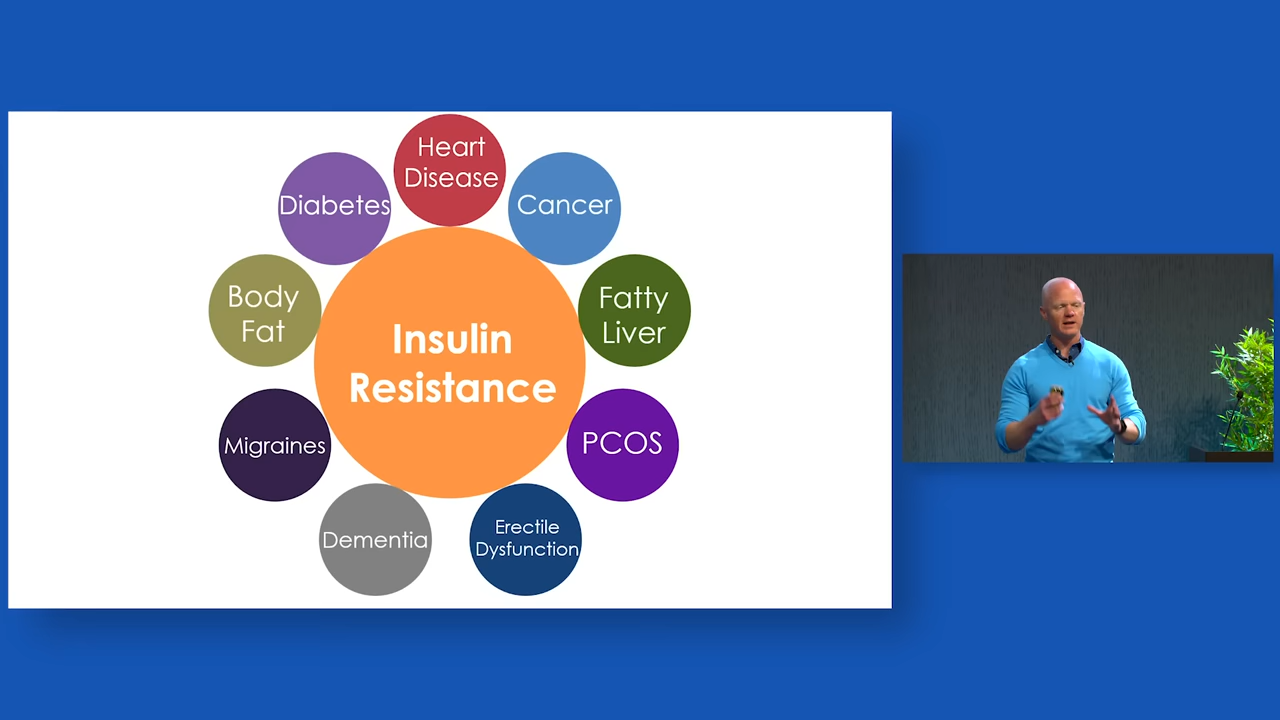 Heart
Disease
Diabetes
Cancer
Body
Fat
Fatty
Liver
Insulin
Resistance
Migraines
PCOS
Dementia
Erectile
Dysfunction